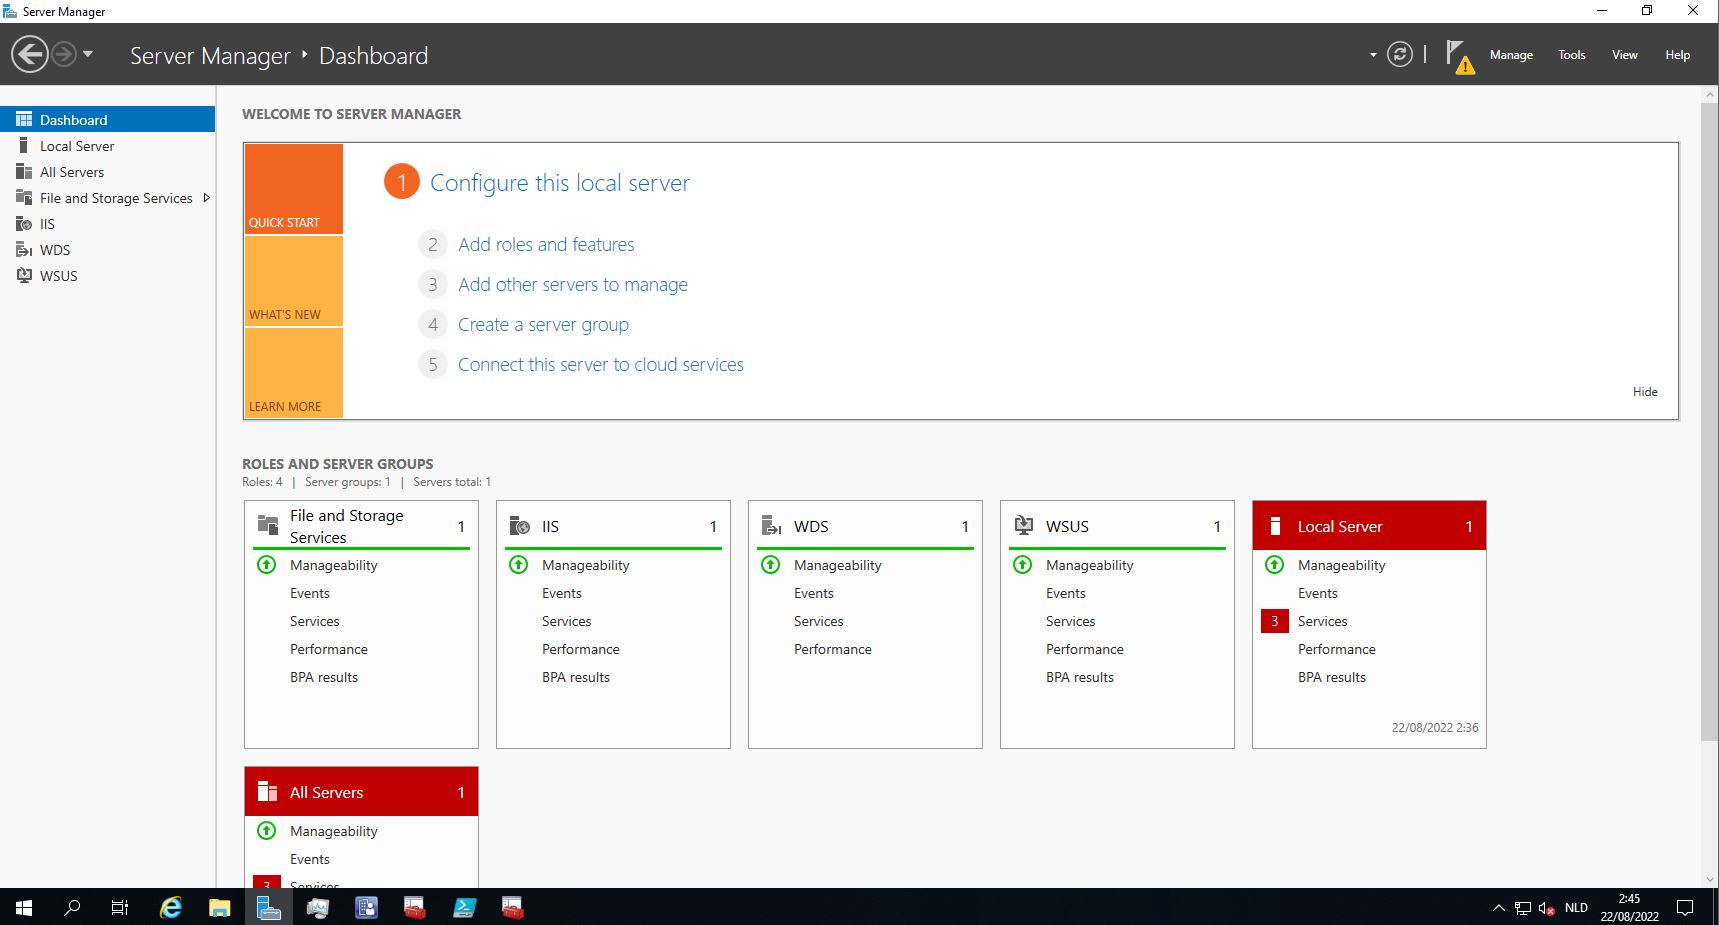 Server Manager
Server Manager ‣ Dashboard
Manage Tools View Help
Dashboard
Local Server
All Servers
File and Storage Services
IIS
WDS
WSUS
WELCOME TO SERVER MANAGER
QUICK START
WHAT'S NEW
LEARN MORE
1 Configure this local server
2 Add roles and features
3 Add other servers to manage
4 Create a server group
5 Connect this server to cloud services
Hide
ROLES AND SERVER GROUPS
Roles: 4 | Server groups: 1 | Servers total: 1
File and Storage
Services 1
Manageability
Events
Services
Performance
BPA results
IIS 1
Manageability
Events
Services
Performance
BPA results
WDS 1
Manageability
Events
Services
Performance
WSUS 1
Manageability
Events
Services
Performance
BPA results
Local Server 1
Manageability
Events
3 Services
Performance
BPA results
22/08/2022 2:36
All Servers 1
Manageability
Events
3 Services
NLD
2:45
22/08/2022